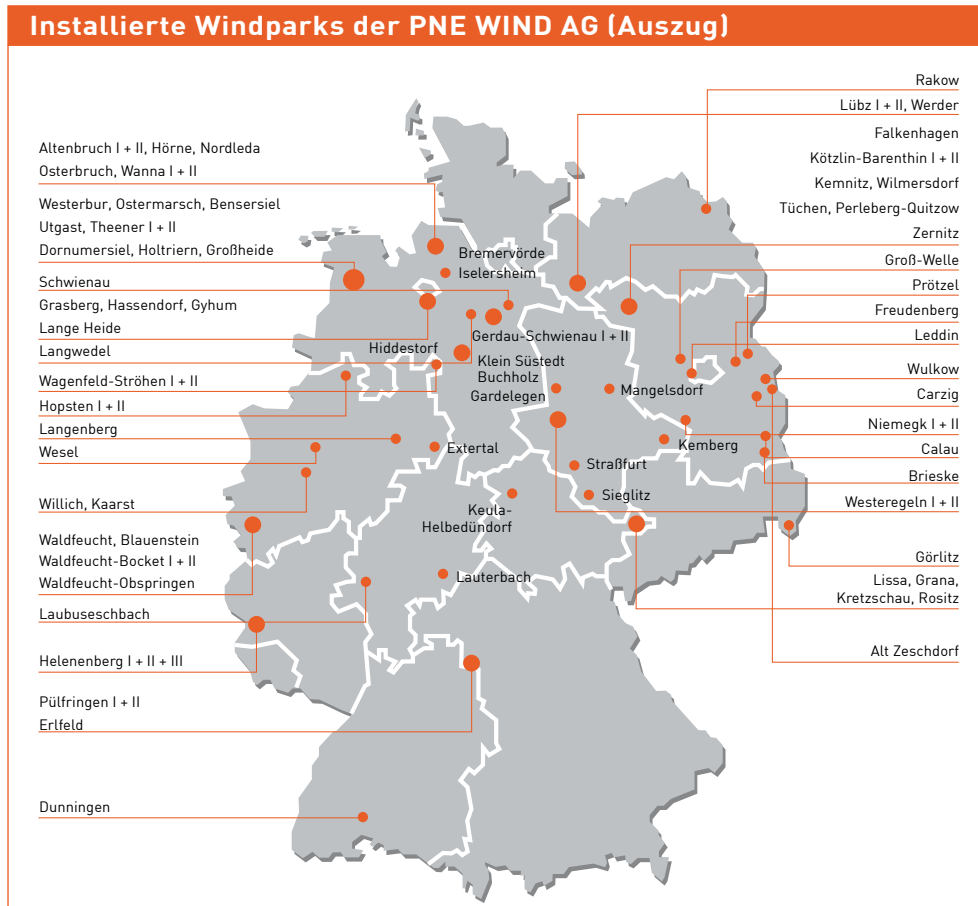 Installierte Windparks der PNE WIND AG (Auszug)
Altenbruch I + II, Hörne, Nordleda
Osterbruch, Wanna I + II
Westerbur, Ostermarsch, Bensersiel
Utgast, Theener I + II
Dornumersiel, Holtriern, Großheide
Schwienau
Grasberg, Hassendorf, Gyhum
Lange Heide
Langwedel
Wagenfeld-Ströhen I + II
Hopsten I + II
Langenberg
Wesel
Willich, Kaarst
Waldfeucht, Blauenstein
Waldfeucht-Bocket I + II
Waldfeucht-Obspringen
Laubuseschbach
Helenenberg I + II + III
Pülfringen I + II
Erlfeld
Dunningen
Bremervörde
Iselersheim
Gerdau-Schwienau I + II
Hiddestorf
Klein Süstedt
Buchholz
Gardelegen
Mangelsdorf
Extertal
Kemberg
Straßfurt
Sieglitz
Keula-
Helbedündorf
Lauterbach
Rakow
Lübz I + II, Werder
Falkenhagen
Kötzlin-Barenthin I + II
Kemnitz, Wilmersdorf
Tüchen, Perleberg-Quitzow
Zernitz
Groß-Welle
Prötzel
Freudenberg
Leddin
Wulkow
Carzig
Niemegk I + II
Calau
Brieske
Westeregeln I + II
Görlitz
Lissa, Grana,
Kretzschau, Rositz
Alt Zeschdorf